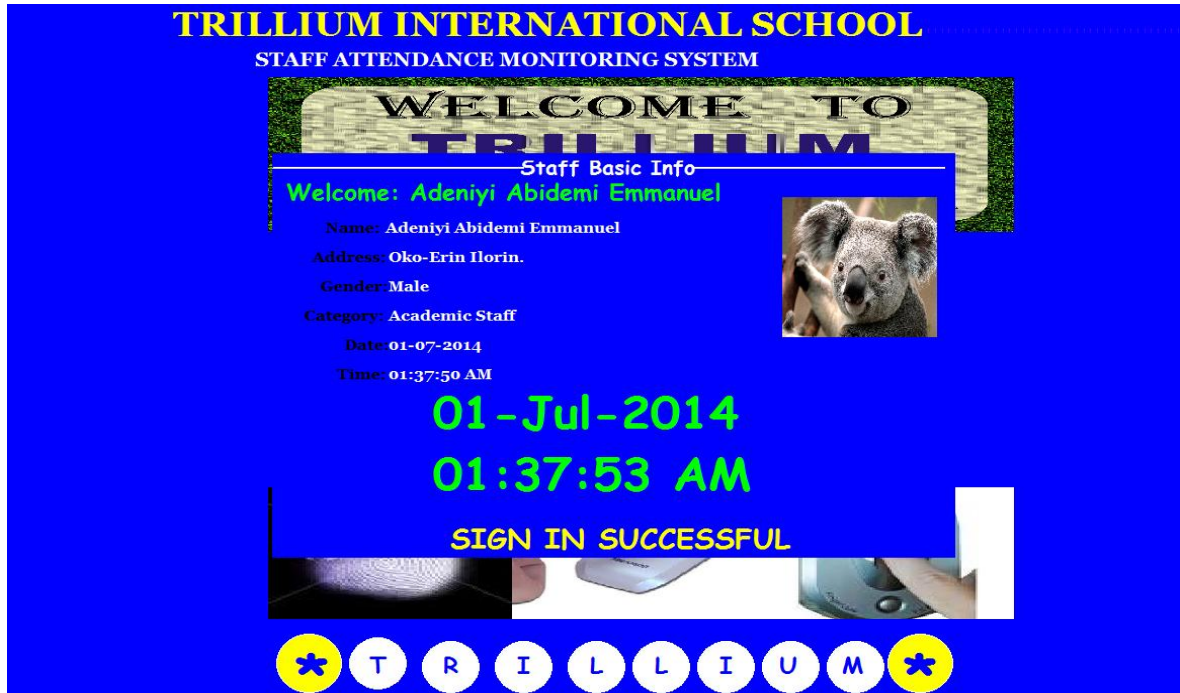 TRILLIUM INTERNATIONAL SCHOOL
STAFF ATTENDANCE MONITORING SYSTEM
WELCOME TO
TRILLIUM
Staff Basic Info
Welcome: Adeniyi Abidemi Emmanuel
Name: Adeniyi Abidemi Emmanuel
Address: Oko-Erin Ilorin.
Gender: Male
Category: Academic Staff
Date: 01-07-2014
Time: 01:37:50 AM
01-Jul-2014
01:37:53 AM
SIGN IN SUCCESSFUL
* T R I L L I U M *